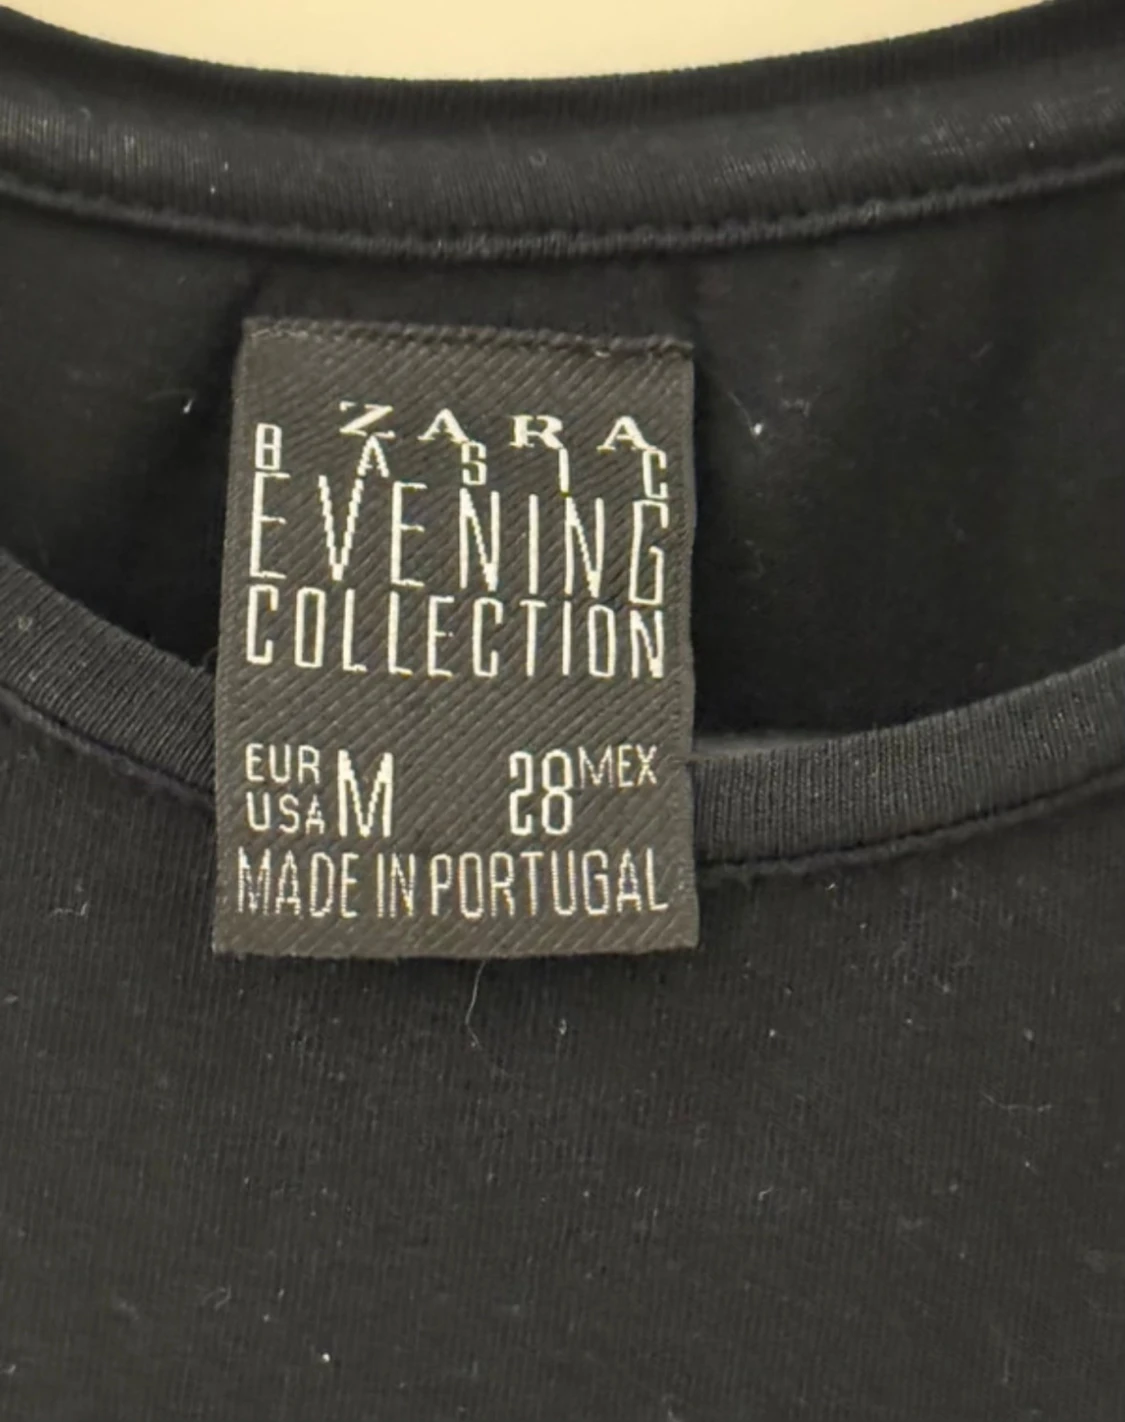 ZARA
BASIC
EVENING
COLLECTION
EUR USA M 28 MEX
MADE IN PORTUGAL